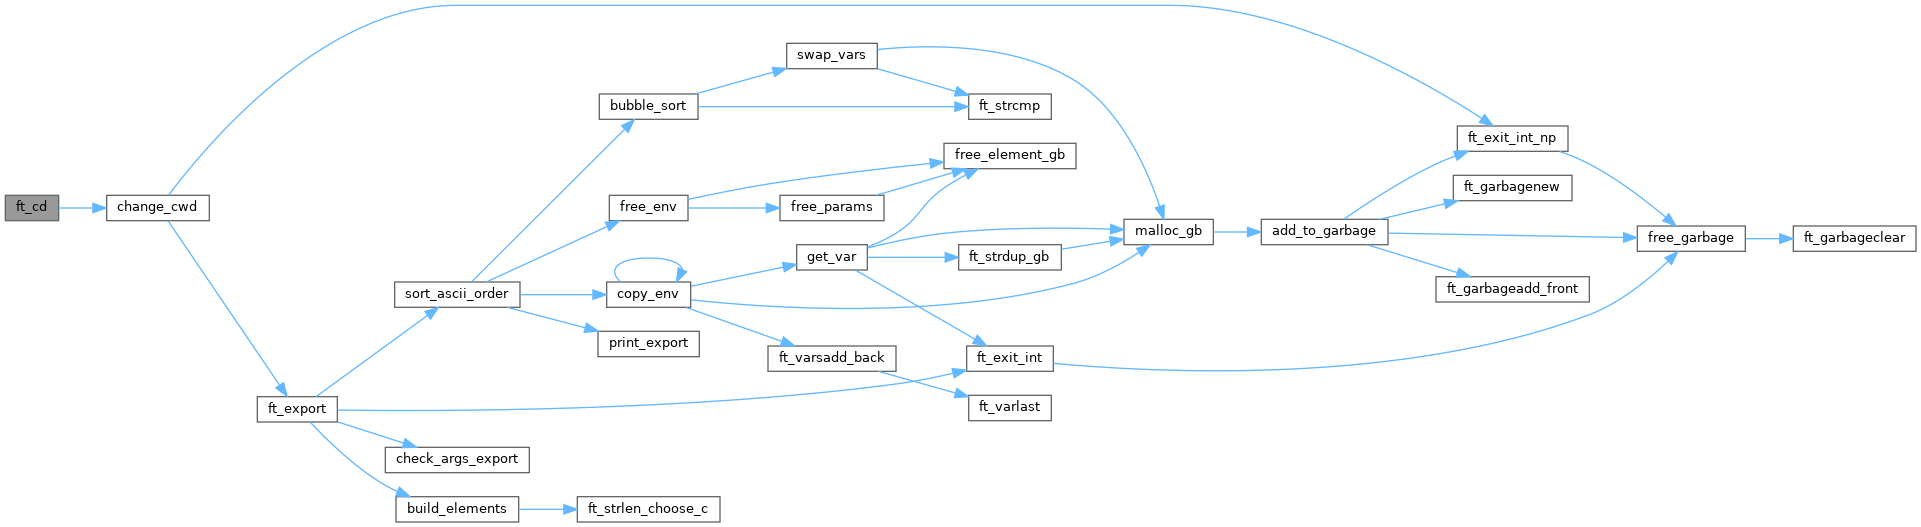 ft_cd
change_cwd
ft_export
sort_ascii_order
check_args_export
build_elements
bubble_sort
free_env
copy_env
print_export
ft_strlen_choose_c
swap_vars
free_params
get_var
ft_varsadd_back
ft_strcmp
free_element_gb
ft_strdup_gb
ft_exit_int
ft_varlast
malloc_gb
add_to_garbage
ft_exit_int_np
ft_garbagenew
ft_garbageadd_front
free_garbage
ft_garbageclear